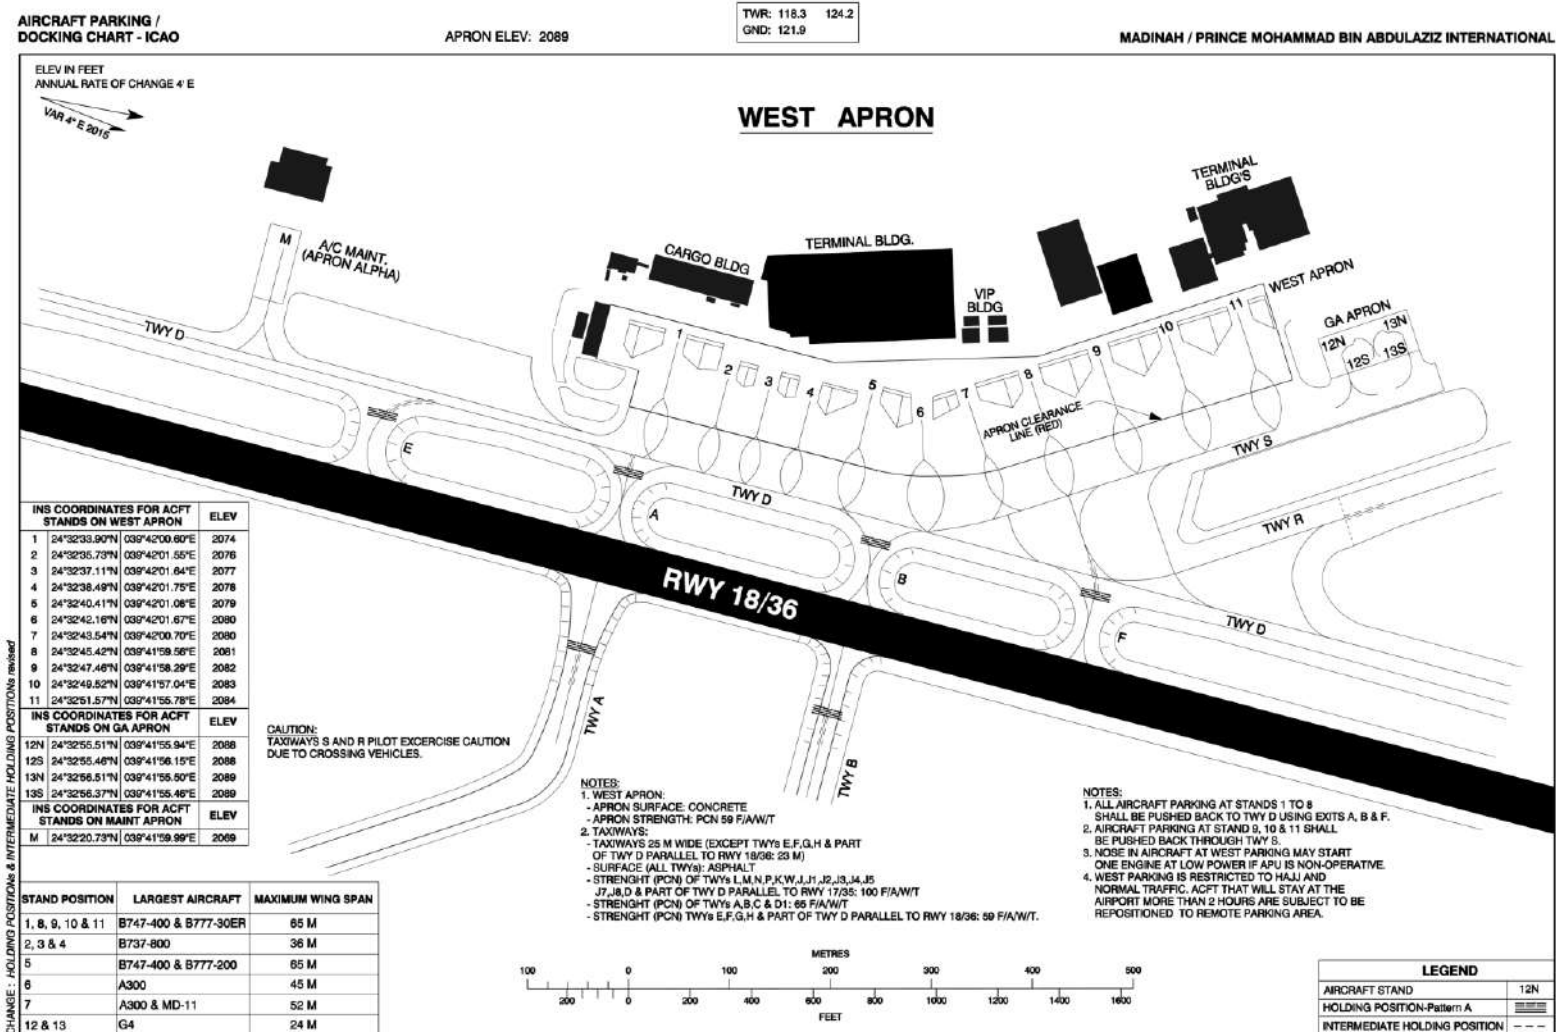 AIRCRAFT PARKING /
DOCKING CHART - ICAO
APRON ELEV: 2089
TWR: 118.3 124.2
GND: 121.9
MADINAH / PRINCE MOHAMMAD BIN ABDULAZIZ INTERNATIONAL
ELEV IN FEET
ANNUAL RATE OF CHANGE 4' E
VAR 4° E 2015
WEST APRON
TERMINAL
BLDG'S
M
A/C MAINT.
(APRON ALPHA)
CARGO BLDG
TERMINAL BLDG.
VIP
BLDG
WEST APRON
GA APRON
12N
13N
12S
13S
1
2
3
4
5
6
7
8
9
10
11
APRON CLEARANCE
LINE (RED)
TWY D
E
A
TWY D
B
F
TWY D
TWY S
TWY R
RWY 18/36
TWY A
TWY B
INS COORDINATES FOR ACFT
STANDS ON WEST APRON ELEV
1 24°32'33.90"N 039°42'00.60"E 2074
2 24°32'35.73"N 039°42'01.55"E 2076
3 24°32'37.11"N 039°42'01.64"E 2077
4 24°32'38.49"N 039°42'01.75"E 2078
5 24°32'40.41"N 039°42'01.08"E 2079
6 24°32'42.16"N 039°42'01.67"E 2080
7 24°32'43.54"N 039°42'00.70"E 2080
8 24°32'45.42"N 039°41'59.56"E 2081
9 24°32'47.46"N 039°41'58.29"E 2082
10 24°32'49.52"N 039°41'57.04"E 2083
11 24°32'51.57"N 039°41'55.78"E 2084
INS COORDINATES FOR ACFT
STANDS ON GA APRON ELEV
12N 24°32'55.51"N 039°41'55.94"E 2088
12S 24°32'55.46"N 039°41'56.15"E 2088
13N 24°32'56.51"N 039°41'55.50"E 2089
13S 24°32'56.37"N 039°41'55.46"E 2089
INS COORDINATES FOR ACFT
STANDS ON MAINT APRON ELEV
M 24°32'20.73"N 039°41'59.99"E 2069
STAND POSITION LARGEST AIRCRAFT MAXIMUM WING SPAN
1, 8, 9, 10 & 11 B747-400 & B777-30ER 65 M
2, 3 & 4 B737-800 36 M
5 B747-400 & B777-200 65 M
6 A300 45 M
7 A300 & MD-11 52 M
12 & 13 G4 24 M
CHANGE : HOLDING POSITIONs & INTERMEDIATE HOLDING POSITIONs revised
CAUTION:
TAXIWAYS S AND R PILOT EXCERCISE CAUTION
DUE TO CROSSING VEHICLES.
NOTES:
1. WEST APRON:
- APRON SURFACE: CONCRETE
- APRON STRENGTH: PCN 59 F/A/W/T
2. TAXIWAYS:
- TAXIWAYS 25 M WIDE (EXCEPT TWYs E,F,G,H & PART
OF TWY D PARALLEL TO RWY 18/36: 23 M)
- SURFACE (ALL TWYs): ASPHALT
- STRENGHT (PCN) OF TWYs L,M,N,P,K,W,J,J1,J2,J3,J4,J5
J7,J8,D & PART OF TWY D PARALLEL TO RWY 17/35: 100 F/A/W/T
- STRENGHT (PCN) OF TWYs A,B,C & D1: 65 F/A/W/T
- STRENGHT (PCN) TWYs E,F,G,H & PART OF TWY D PARALLEL TO RWY 18/36: 59 F/A/W/T.
NOTES:
1. ALL AIRCRAFT PARKING AT STANDS 1 TO 8
SHALL BE PUSHED BACK TO TWY D USING EXITS A, B & F.
2. AIRCRAFT PARKING AT STAND 9, 10 & 11 SHALL
BE PUSHED BACK THROUGH TWY S.
3. NOSE IN AIRCRAFT AT WEST PARKING MAY START
ONE ENGINE AT LOW POWER IF APU IS NON-OPERATIVE.
4. WEST PARKING IS RESTRICTED TO HAJJ AND
NORMAL TRAFFIC. ACFT THAT WILL STAY AT THE
AIRPORT MORE THAN 2 HOURS ARE SUBJECT TO BE
REPOSITIONED TO REMOTE PARKING AREA.
METRES
100 0 100 200 300 400 500
200 0 200 400 600 800 1000 1200 1400 1600
FEET
LEGEND
AIRCRAFT STAND 12N
HOLDING POSITION-Pattern A
INTERMEDIATE HOLDING POSITION